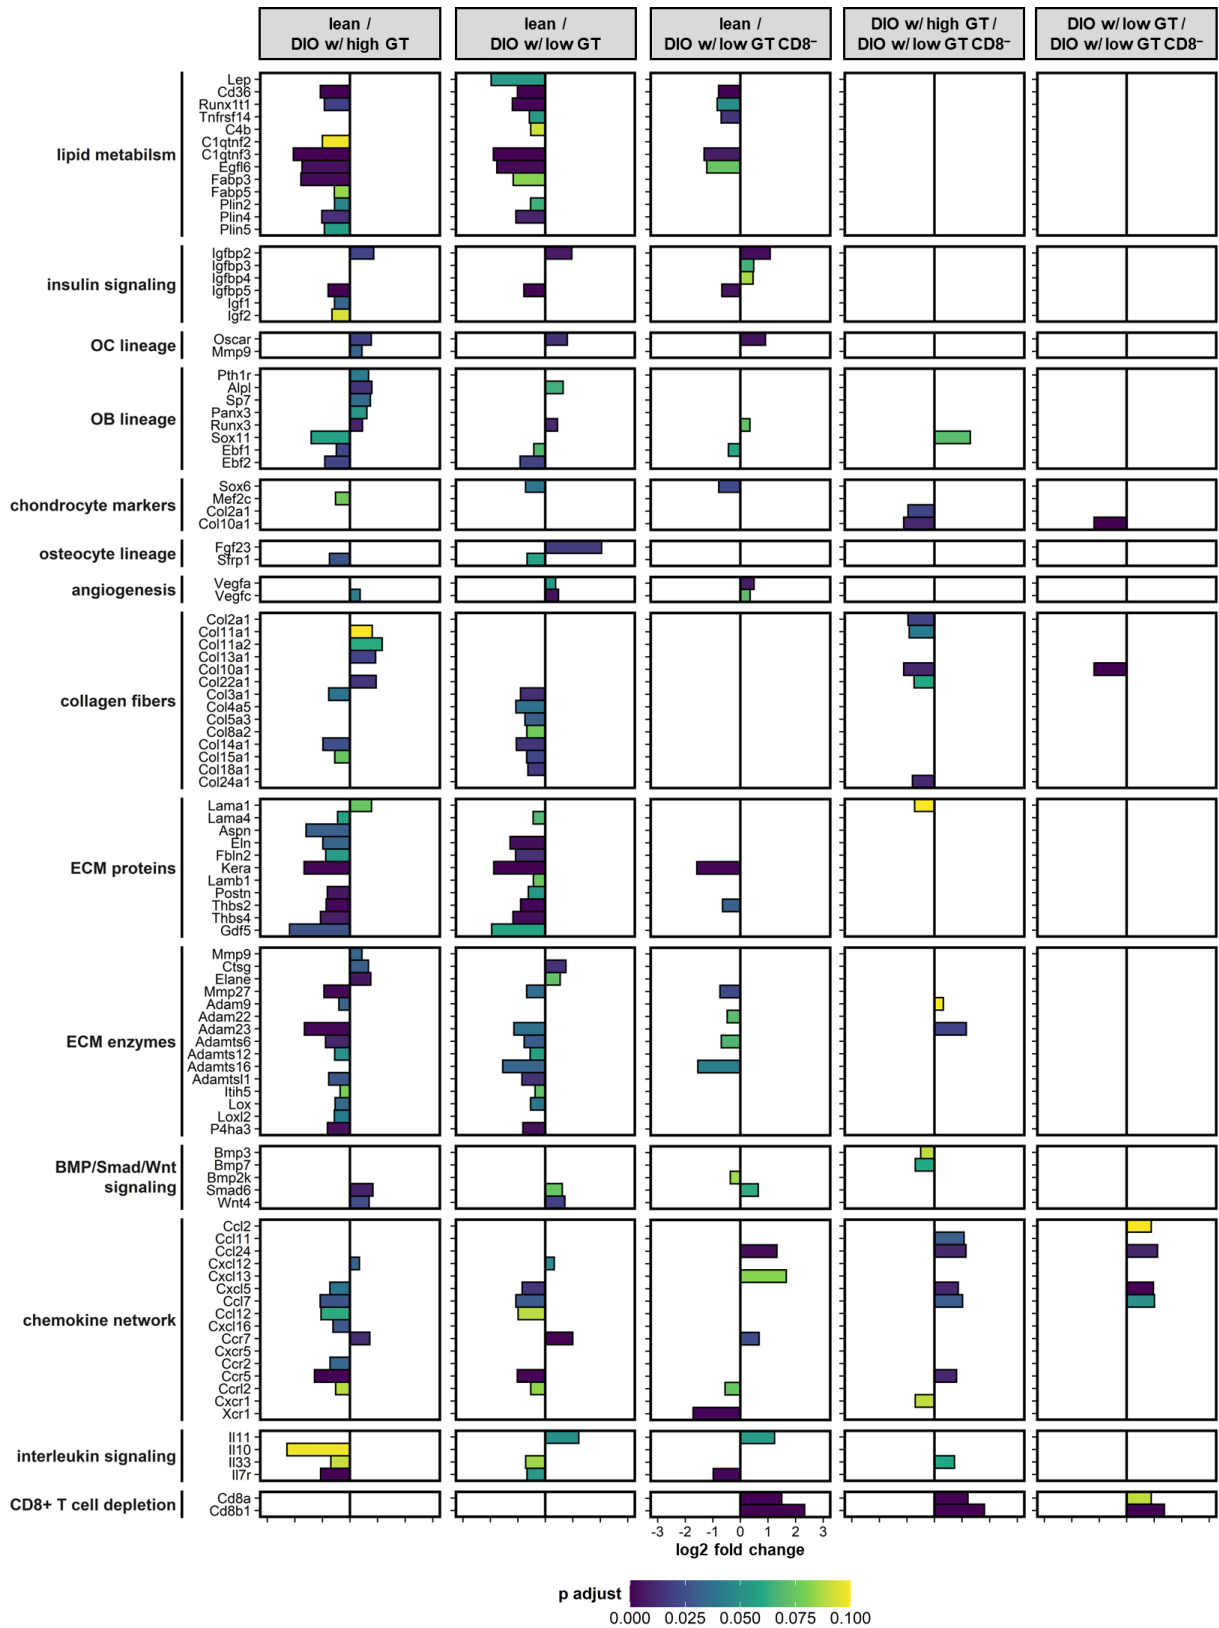 lean /
DIO w/ high GT
lean /
DIO w/ low GT
lean /
DIO w/ low GT CD8⁻
DIO w/ high GT /
DIO w/ low GT CD8⁻
DIO w/ low GT /
DIO w/ low GT CD8⁻
lipid metabilsm
Lep
Cd36
Runx1t1
Tnfrsf14
C4b
C1qtnf2
C1qtnf3
Egfl6
Fabp3
Fabp5
Plin2
Plin4
Plin5
insulin signaling
Igfbp2
Igfbp3
Igfbp4
Igfbp5
Igf1
Igf2
OC lineage
Oscar
Mmp9
OB lineage
Pth1r
Alpl
Sp7
Panx3
Runx3
Sox11
Ebf1
Ebf2
chondrocyte markers
Sox6
Mef2c
Col2a1
Col10a1
osteocyte lineage
Fgf23
Sfrp1
angiogenesis
Vegfa
Vegfc
collagen fibers
Col2a1
Col11a1
Col11a2
Col13a1
Col10a1
Col22a1
Col3a1
Col4a5
Col5a3
Col8a2
Col14a1
Col15a1
Col18a1
Col24a1
ECM proteins
Lama1
Lama4
Aspn
Eln
Fbln2
Kera
Lamb1
Postn
Thbs2
Thbs4
Gdf5
ECM enzymes
Mmp9
Ctsg
Elane
Mmp27
Adam9
Adam22
Adam23
Adamts6
Adamts12
Adamts16
Adamtsl1
Itih5
Lox
Loxl2
P4ha3
BMP/Smad/Wnt
signaling
Bmp3
Bmp7
Bmp2k
Smad6
Wnt4
chemokine network
Ccl2
Ccl11
Ccl24
Cxcl12
Cxcl13
Cxcl5
Ccl7
Ccl12
Cxcl16
Ccr7
Cxcr5
Ccr2
Ccr5
Ccrl2
Cxcr1
Xcr1
interleukin signaling
Il11
Il10
Il33
Il7r
CD8+ T cell depletion
Cd8a
Cd8b1
-3 -2 -1 0 1 2 3
log2 fold change
p adjust
0.000 0.025 0.050 0.075 0.100